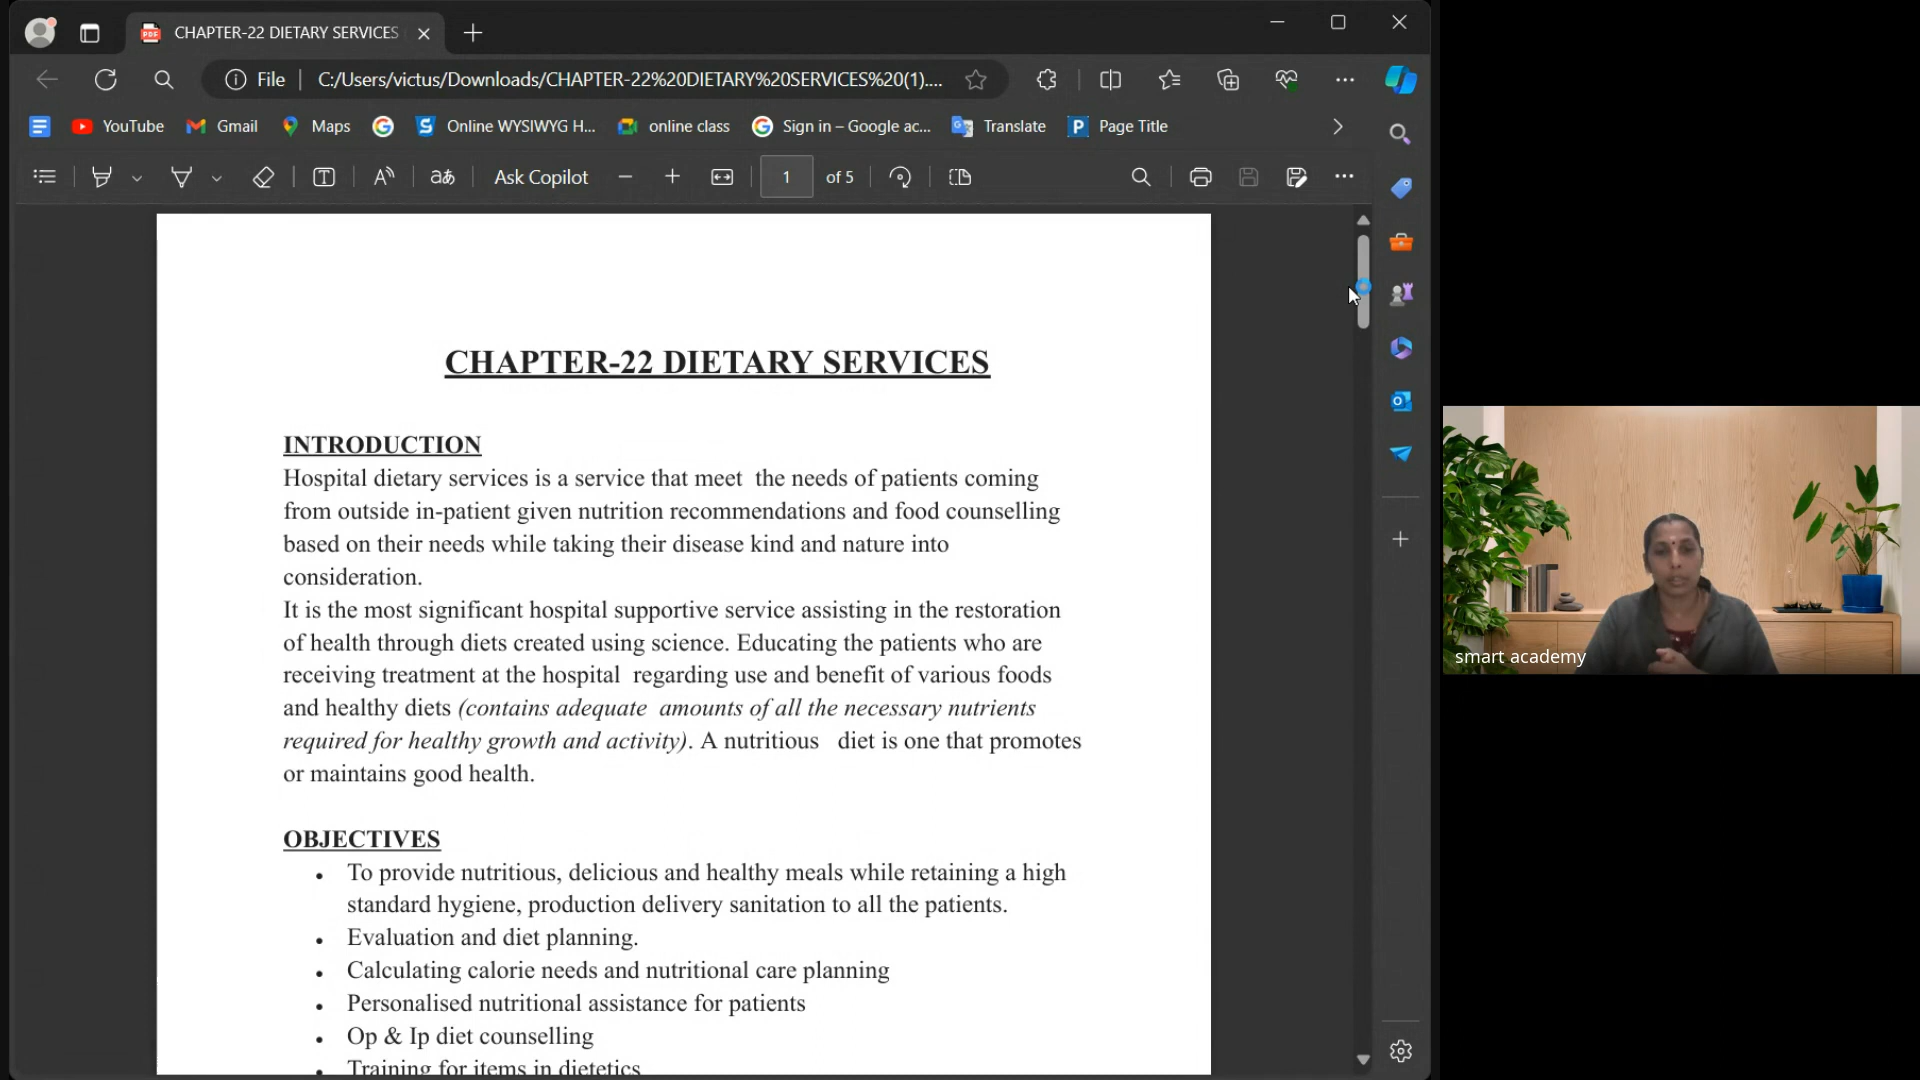 CHAPTER-22 DIETARY SERVICES
File
C:/Users/victus/Downloads/CHAPTER-22%20DIETARY%20SERVICES%20(1)....
YouTube
Gmail
Maps
Online WYSIWYG H...
online class
Sign in – Google ac...
Translate
Page Title
Ask Copilot
1
of 5
CHAPTER-22 DIETARY SERVICES
INTRODUCTION
Hospital dietary services is a service that meet  the needs of patients coming
from outside in-patient given nutrition recommendations and food counselling
based on their needs while taking their disease kind and nature into
consideration.
It is the most significant hospital supportive service assisting in the restoration
of health through diets created using science. Educating the patients who are
receiving treatment at the hospital  regarding use and benefit of various foods
and healthy diets (contains adequate  amounts of all the necessary nutrients
required for healthy growth and activity). A nutritious   diet is one that promotes
or maintains good health.
OBJECTIVES
• To provide nutritious, delicious and healthy meals while retaining a high
standard hygiene, production delivery sanitation to all the patients.
• Evaluation and diet planning.
• Calculating calorie needs and nutritional care planning
• Personalised nutritional assistance for patients
• Op & Ip diet counselling
• Training for items in dietetics
smart academy